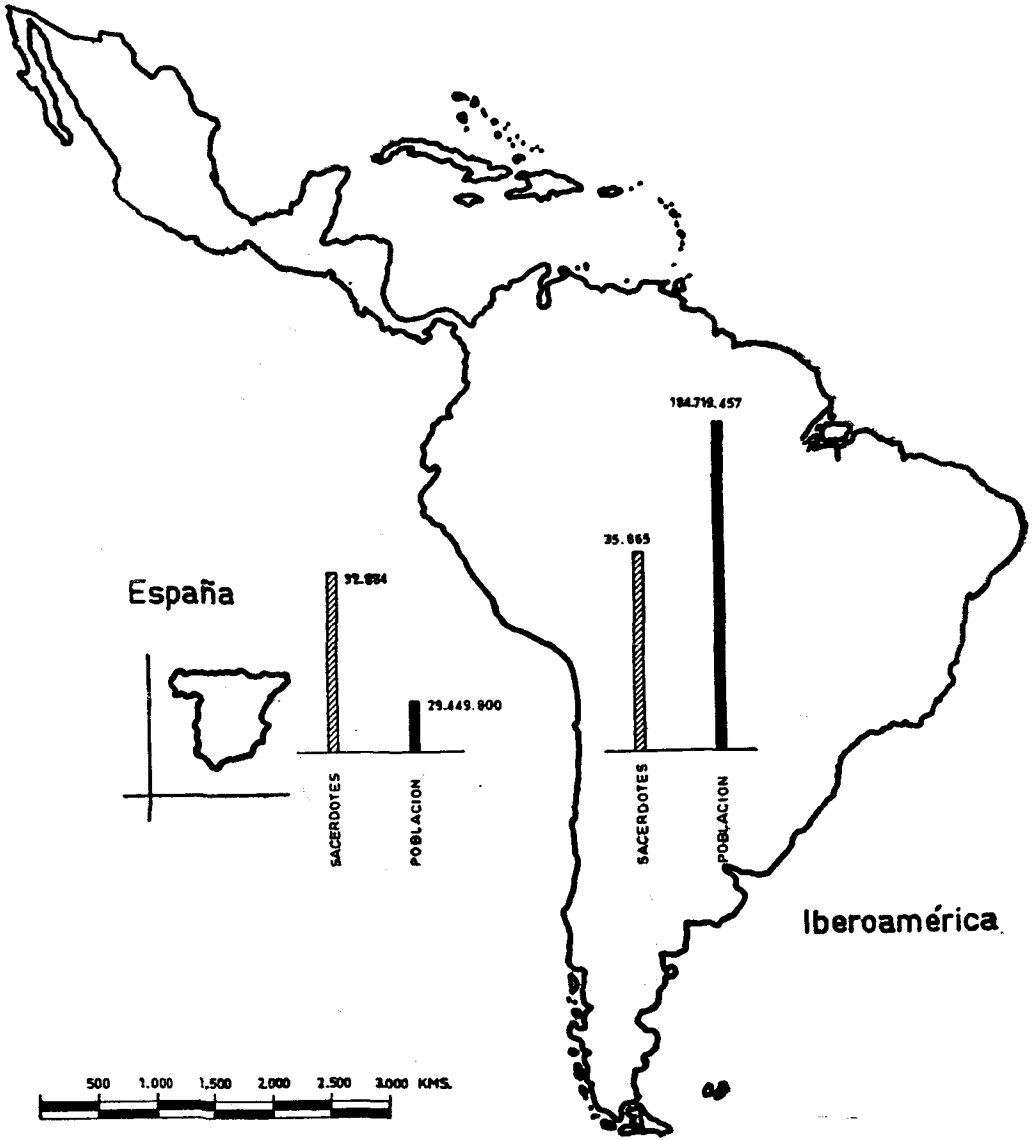 184.719.457
35.665
España
32.884
29.449.800
SACERDOTES
POBLACION
SACERDOTES
POBLACION
Iberoamérica
500 1.000 1,500 2,000 2.500 3.000 KMS.